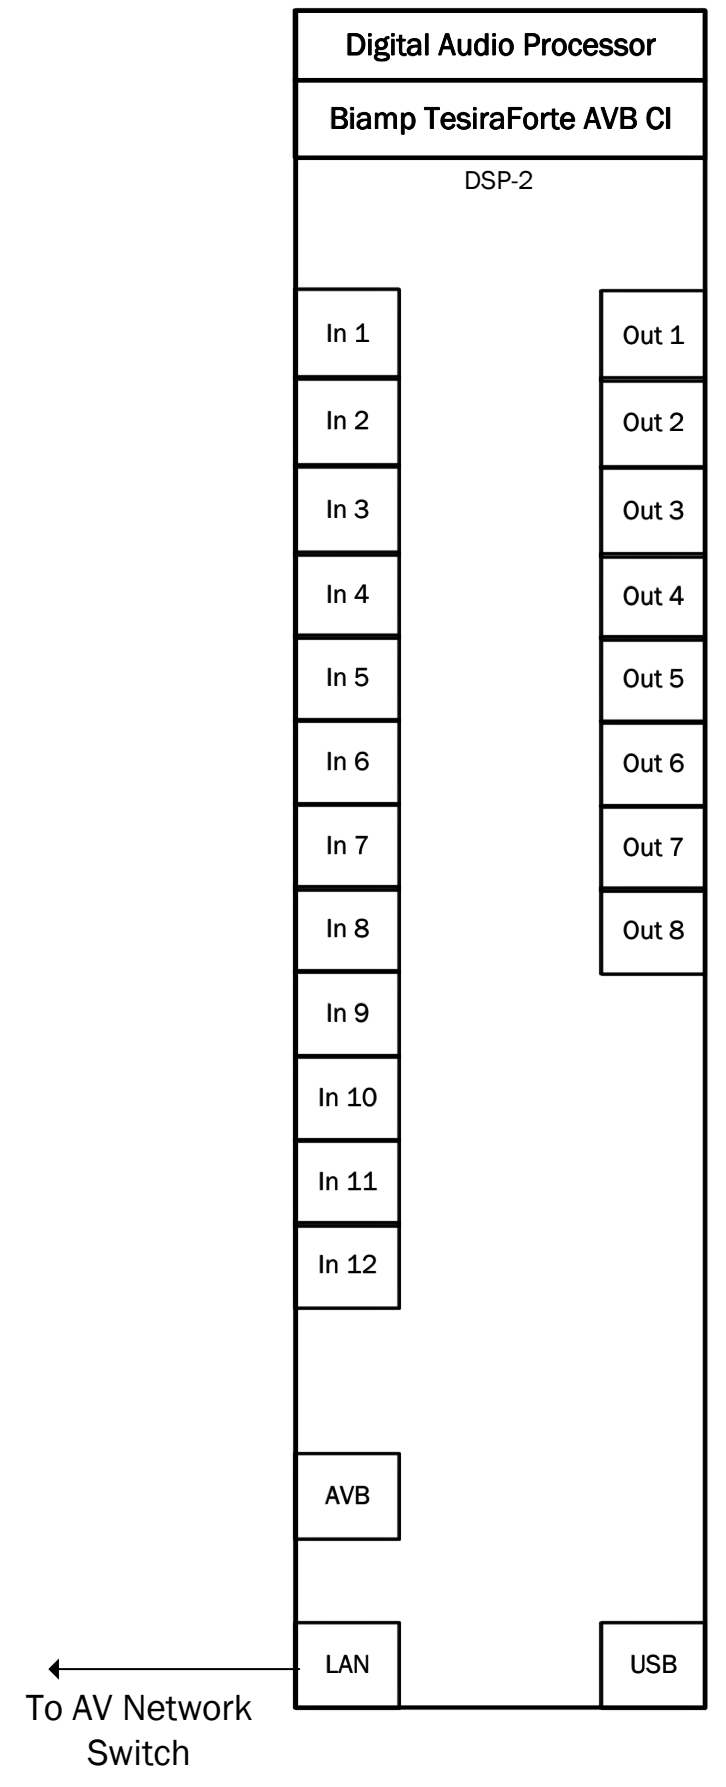 Digital Audio Processor
Biamp TesiraForte AVB CI
DSP-2
In 1
Out 1
In 2
Out 2
In 3
Out 3
In 4
Out 4
In 5
Out 5
In 6
Out 6
In 7
Out 7
In 8
Out 8
In 9
In 10
In 11
In 12
AVB
LAN
USB
To AV Network
Switch